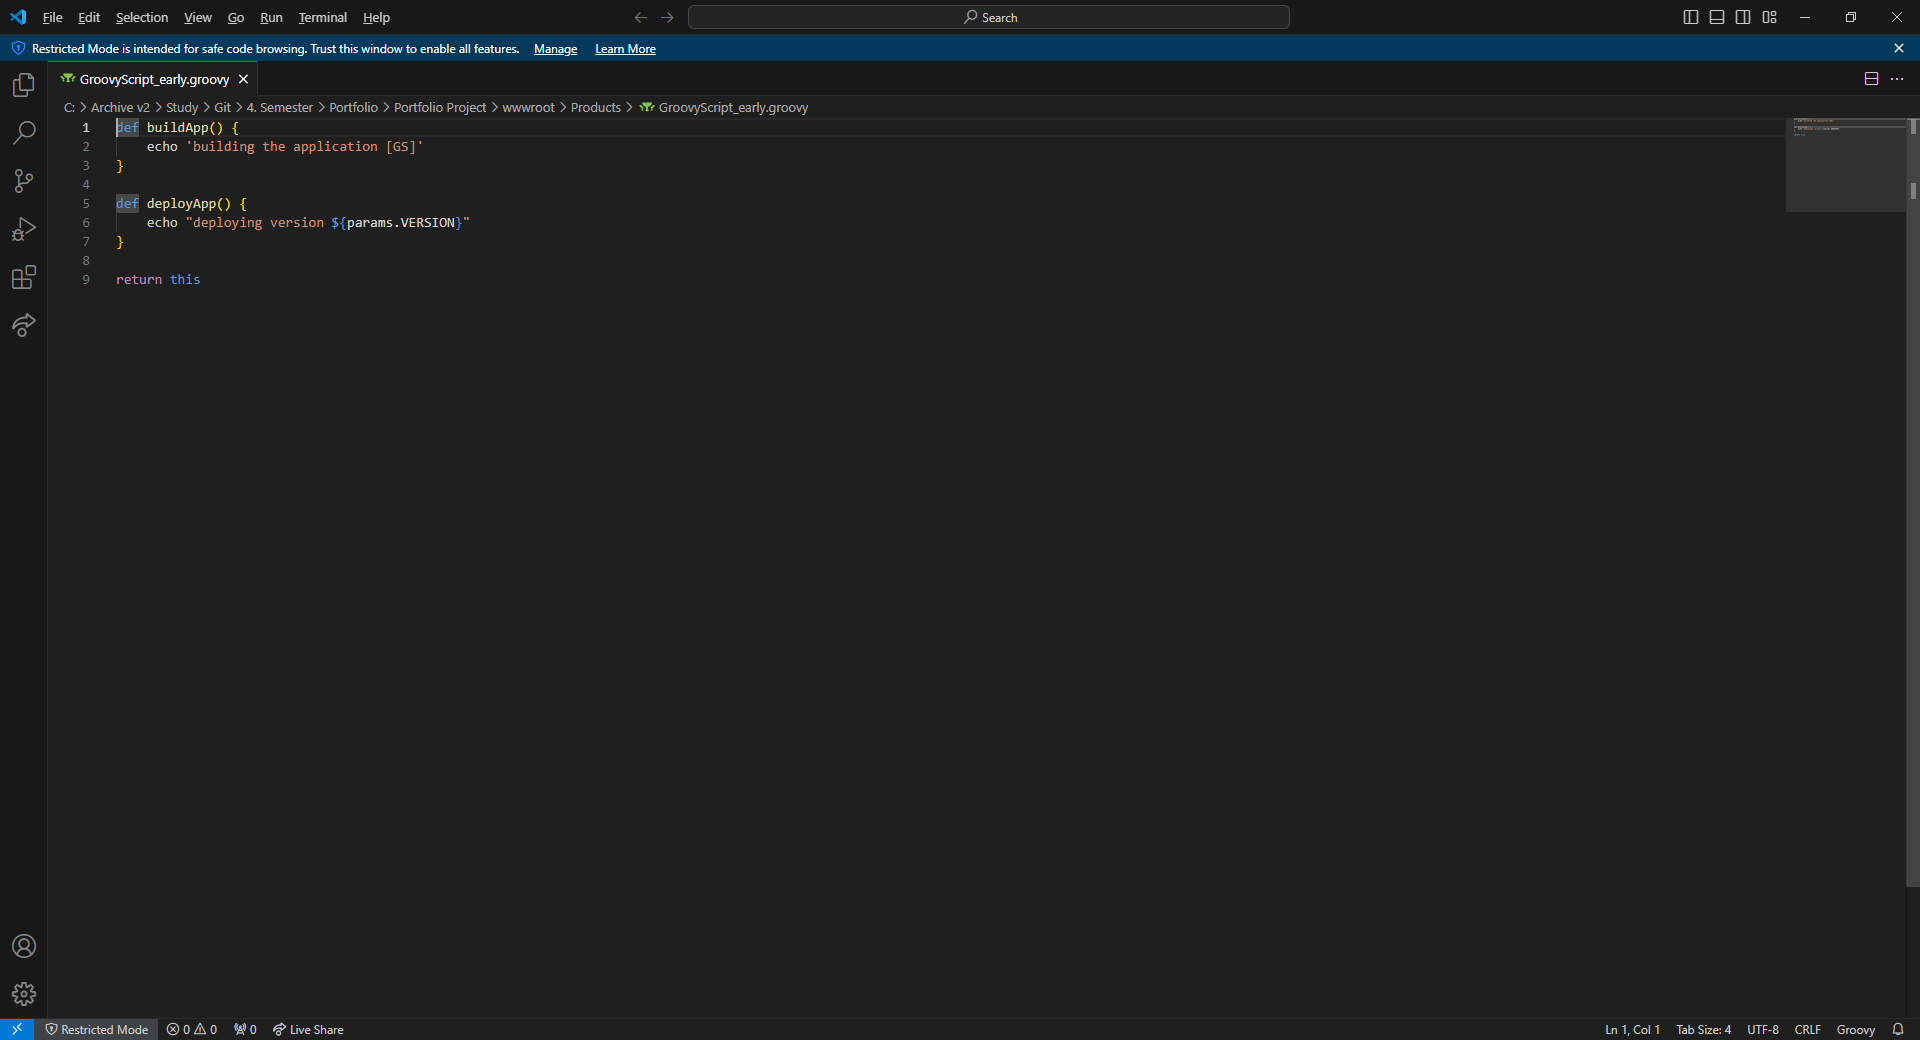 File Edit Selection View Go Run Terminal Help Search
Restricted Mode is intended for safe code browsing. Trust this window to enable all features. Manage Learn More
GroovyScript_early.groovy
C: > Archive v2 > Study > Git > 4. Semester > Portfolio > Portfolio Project > wwwroot > Products > GroovyScript_early.groovy
1 def buildApp() {
2 echo 'building the application [GS]'
3 }
4
5 def deployApp() {
6 echo "deploying version ${params.VERSION}"
7 }
8
9 return this
Restricted Mode 0 0 0 Live Share Ln 1, Col 1 Tab Size: 4 UTF-8 CRLF Groovy